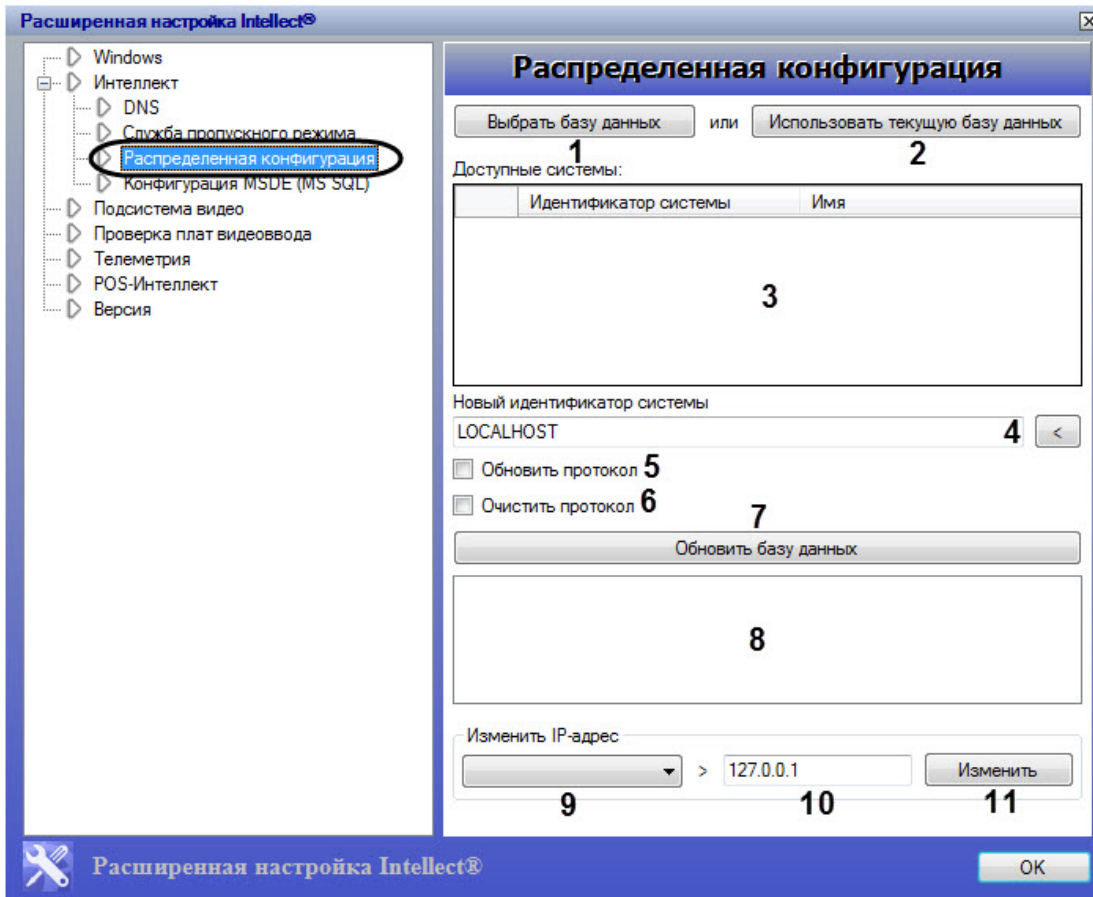 Расширенная настройка Intellect®
Windows
Интеллект
DNS
Служба пропускного режима
Распределенная конфигурация
Конфигурация MSDE (MS SQL)
Подсистема видео
Проверка плат видеоввода
Телеметрия
POS-Интеллект
Версия
Распределенная конфигурация
Выбрать базу данных или Использовать текущую базу данных
1 2
Доступные системы:
Идентификатор системы Имя
3
Новый идентификатор системы
LOCALHOST 4 <
Обновить протокол 5
Очистить протокол 6
7
Обновить базу данных
8
Изменить IP-адрес
> 127.0.0.1 Изменить
9 10 11
Расширенная настройка Intellect® OK